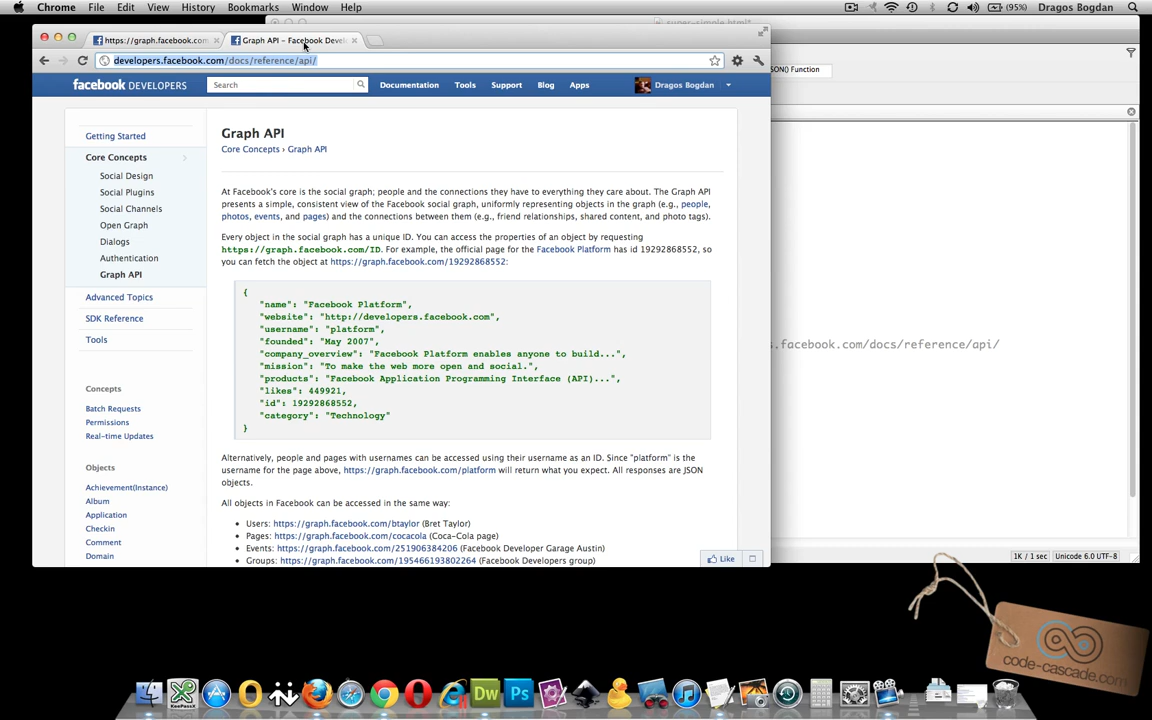 Chrome File Edit View History Bookmarks Window Help (95%) Dragos Bogdan
super-simple.html*
https://graph.facebook.com. Graph API – Facebook Devel
developers.facebook.com/docs/reference/api/
SON() Function
facebook DEVELOPERS Search Documentation Tools Support Blog Apps Dragos Bogdan
Getting Started
Core Concepts
Social Design
Social Plugins
Social Channels
Open Graph
Dialogs
Authentication
Graph API
Advanced Topics
SDK Reference
Tools
Concepts
Batch Requests
Permissions
Real-time Updates
Objects
Achievement(Instance)
Album
Application
Checkin
Comment
Domain
Graph API
Core Concepts › Graph API
At Facebook's core is the social graph; people and the connections they have to everything they care about. The Graph API
presents a simple, consistent view of the Facebook social graph, uniformly representing objects in the graph (e.g., people,
photos, events, and pages) and the connections between them (e.g., friend relationships, shared content, and photo tags).
Every object in the social graph has a unique ID. You can access the properties of an object by requesting
https://graph.facebook.com/ID. For example, the official page for the Facebook Platform has id 19292868552, so
you can fetch the object at https://graph.facebook.com/19292868552:
{
"name": "Facebook Platform",
"website": "http://developers.facebook.com",
"username": "platform",
"founded": "May 2007",
"company_overview": "Facebook Platform enables anyone to build...",
"mission": "To make the web more open and social.",
"products": "Facebook Application Programming Interface (API)...",
"likes": 449921,
"id": 19292868552,
"category": "Technology"
}
Alternatively, people and pages with usernames can be accessed using their username as an ID. Since "platform" is the
username for the page above, https://graph.facebook.com/platform will return what you expect. All responses are JSON
objects.
All objects in Facebook can be accessed in the same way:
• Users: https://graph.facebook.com/btaylor (Bret Taylor)
• Pages: https://graph.facebook.com/cocacola (Coca-Cola page)
• Events: https://graph.facebook.com/251906384206 (Facebook Developer Garage Austin)
• Groups: https://graph.facebook.com/195466193802264 (Facebook Developers group)
Like
s.facebook.com/docs/reference/api/
1K / 1 sec Unicode 6.0 UTF-8
code-cascade.com
KeePassX
Dw
Ps